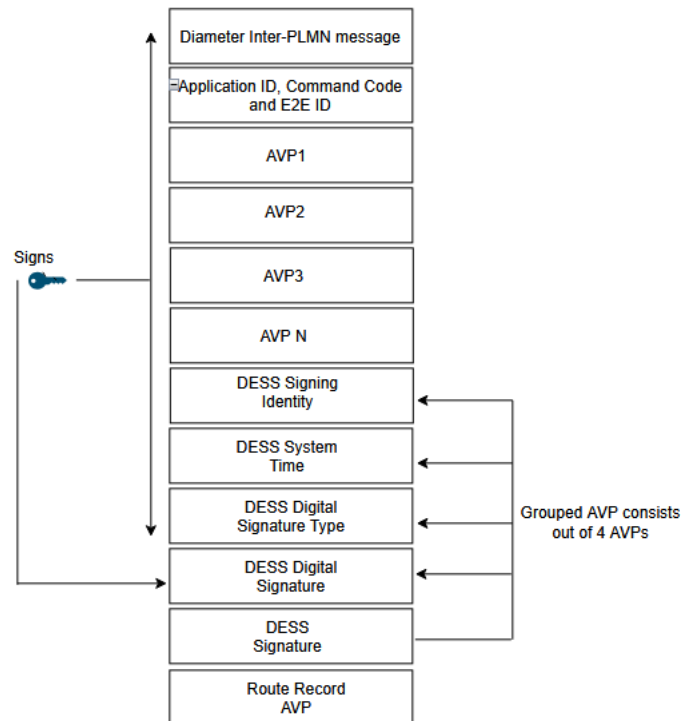 Diameter Inter-PLMN message
Application ID, Command Code
and E2E ID
AVP1
AVP2
Signs
AVP3
AVP N
DESS Signing
Identity
DESS System
Time
DESS Digital
Signature Type
Grouped AVP consists
out of 4 AVPs
DESS Digital
Signature
DESS
Signature
Route Record
AVP